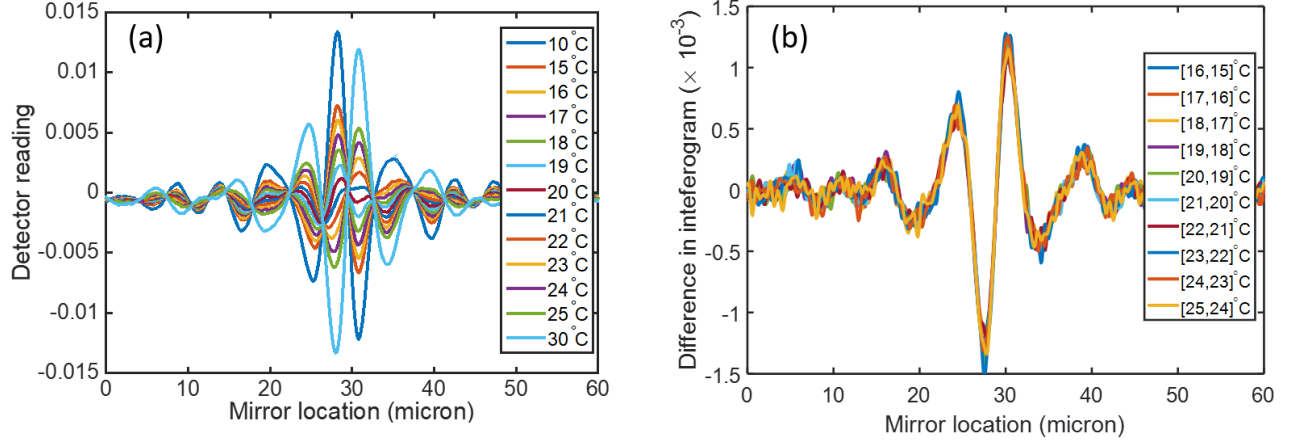 (a)
Detector reading
0.015
0.01
0.005
0
-0.005
-0.01
-0.015
0
10
20
30
40
50
60
Mirror location (micron)
10°C
15°C
16°C
17°C
18°C
19°C
20°C
21°C
22°C
23°C
24°C
25°C
30°C
(b)
Difference in inteferogram (× 10⁻³)
1.5
1
0.5
0
-0.5
-1
-1.5
0
10
20
30
40
50
60
Mirror location (micron)
[16,15]°C
[17,16]°C
[18,17]°C
[19,18]°C
[20,19]°C
[21,20]°C
[22,21]°C
[23,22]°C
[24,23]°C
[25,24]°C